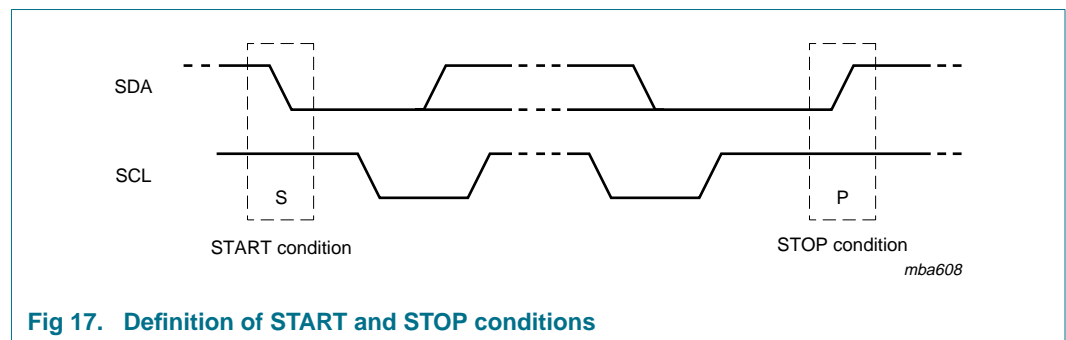 SDA
SCL
S
P
START condition
STOP condition
mba608
Fig 17. Definition of START and STOP conditions